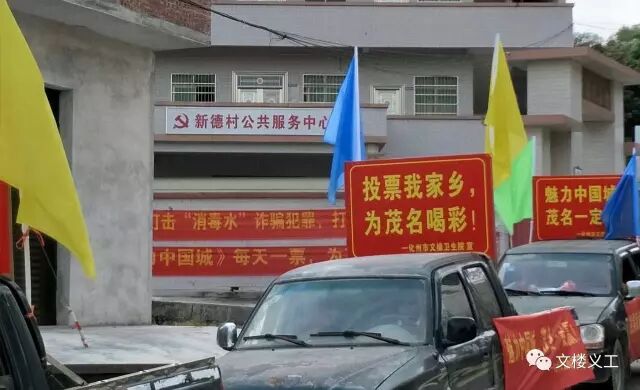 新德村公共服务中心
打击“消毒水”诈骗犯罪，打
力中国城》每天一票，为
投票我家乡，
为茂名喝彩！
—化州市文楼卫生院 宣
魅力中国城
茂名一定
文楼义工